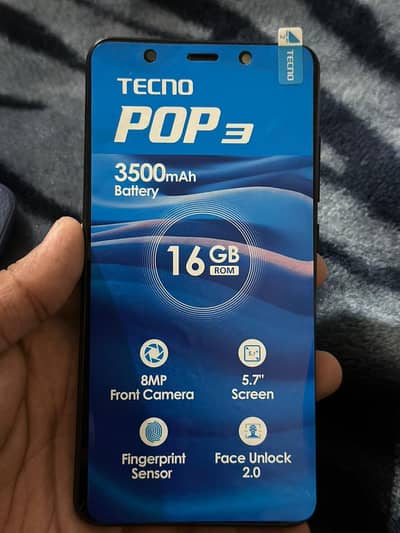 TECNO
TECNO
POP 3
3500mAh
Battery
16 GB
ROM
8MP
Front Camera
5.7"
Screen
Fingerprint
Sensor
Face Unlock
2.0